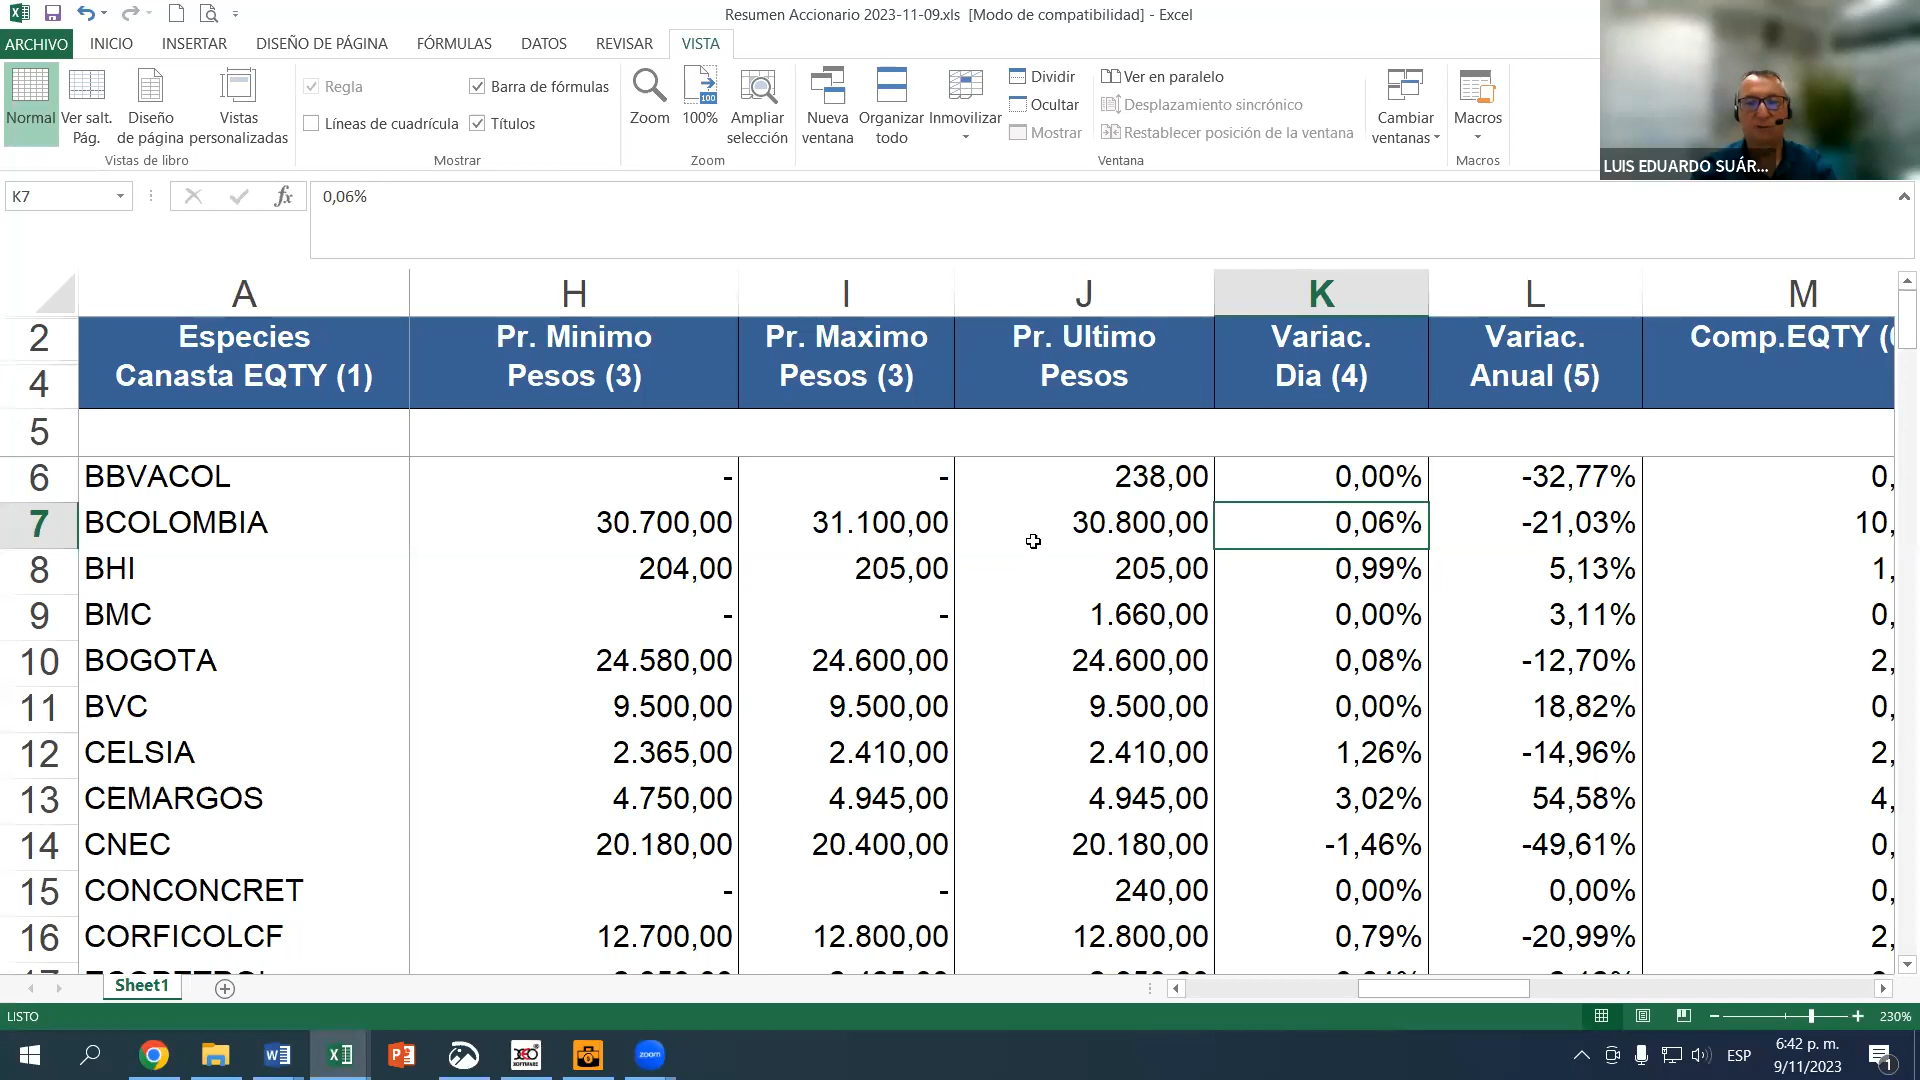 Resumen Accionario 2023-11-09.xls [Modo de compatibilidad] - Excel
ARCHIVO INICIO INSERTAR DISEÑO DE PÁGINA FÓRMULAS DATOS REVISAR VISTA
Normal
Ver salt. Pág.
Diseño de página
Vistas personalizadas
Vistas de libro
Regla
Barra de fórmulas
Líneas de cuadrícula
Títulos
Mostrar
Zoom
100
100%
Ampliar selección
Zoom
Nueva ventana
Organizar todo
Inmovilizar
Dividir
Ocultar
Mostrar
Ver en paralelo
Desplazamiento sincrónico
Restablecer posición de la ventana
Ventana
Cambiar ventanas
Macros
Macros
LUIS EDUARDO SUÁR...
K7 fx 0,06%
A H I J K L M
2 Especies Pr. Minimo Pr. Maximo Pr. Ultimo Variac. Variac. Comp.EQTY (
4 Canasta EQTY (1) Pesos (3) Pesos (3) Pesos Dia (4) Anual (5)
5
6 BBVACOL - - 238,00 0,00% -32,77% 0,
7 BCOLOMBIA 30.700,00 31.100,00 30.800,00 0,06% -21,03% 10,
8 BHI 204,00 205,00 205,00 0,99% 5,13% 1,
9 BMC - - 1.660,00 0,00% 3,11% 0,
10 BOGOTA 24.580,00 24.600,00 24.600,00 0,08% -12,70% 2,
11 BVC 9.500,00 9.500,00 9.500,00 0,00% 18,82% 0,
12 CELSIA 2.365,00 2.410,00 2.410,00 1,26% -14,96% 2,
13 CEMARGOS 4.750,00 4.945,00 4.945,00 3,02% 54,58% 4,
14 CNEC 20.180,00 20.400,00 20.180,00 -1,46% -49,61% 0,
15 CONCONCRET - - 240,00 0,00% 0,00% 0,
16 CORFICOLCF 12.700,00 12.800,00 12.800,00 0,79% -20,99% 2,
Sheet1
LISTO 230%
zoom
ESP
6:42 p. m.
9/11/2023
1